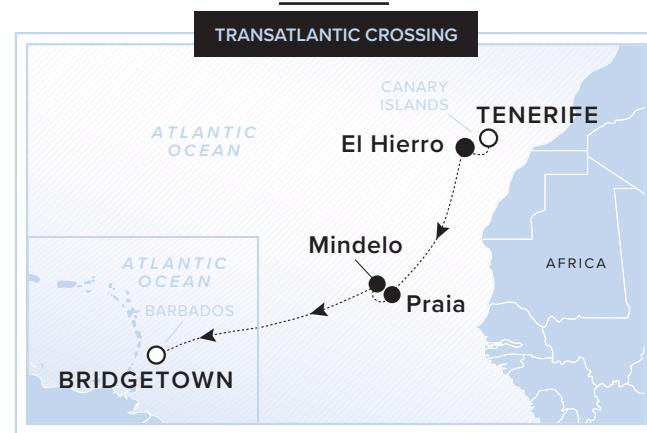 TRANSATLANTIC CROSSING
CANARY
ISLANDS
TENERIFE
ATLANTIC
OCEAN
El Hierro
Mindelo
ATLANTIC
OCEAN
AFRICA
Praia
BARBADOS
BRIDGETOWN